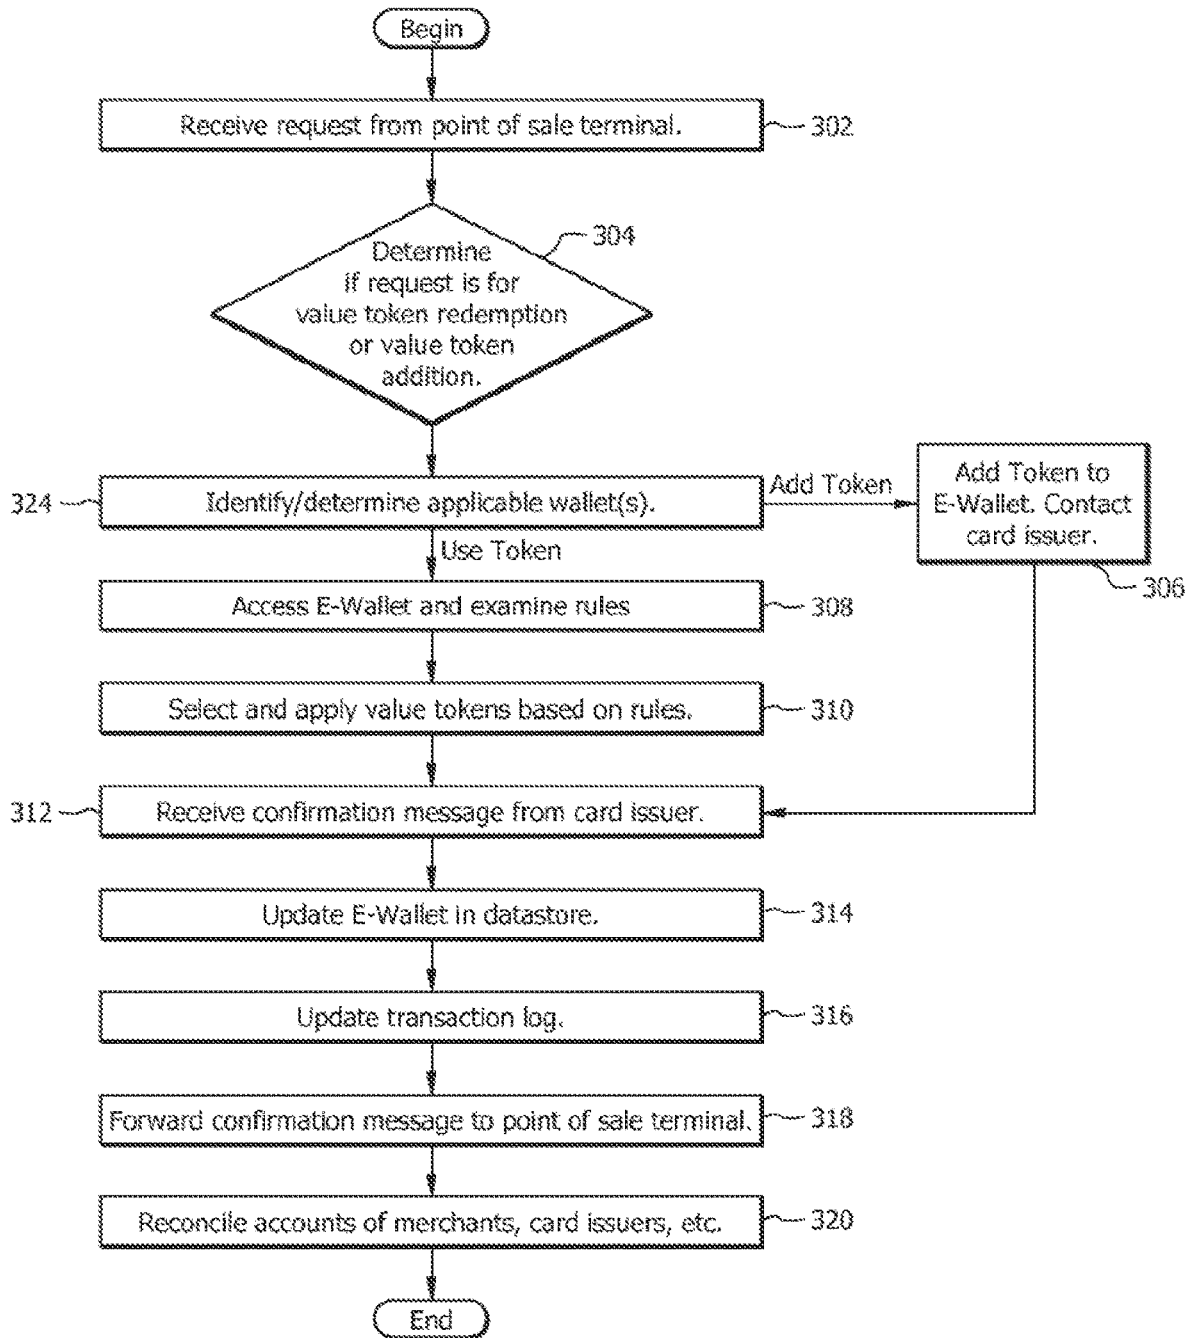 Begin
Receive request from point of sale terminal.
302
304
Determine
if request is for
value token redemption
or value token
addition.
324
Identify/determine applicable wallet(s).
Add Token
Add Token to
E-Wallet. Contact
card issuer.
306
Use Token
Access E-Wallet and examine rules
308
Select and apply value tokens based on rules.
310
312
Receive confirmation message from card issuer.
Update E-Wallet in datastore.
314
Update transaction log.
316
Forward confirmation message to point of sale terminal.
318
Reconcile accounts of merchants, card issuers, etc.
320
End